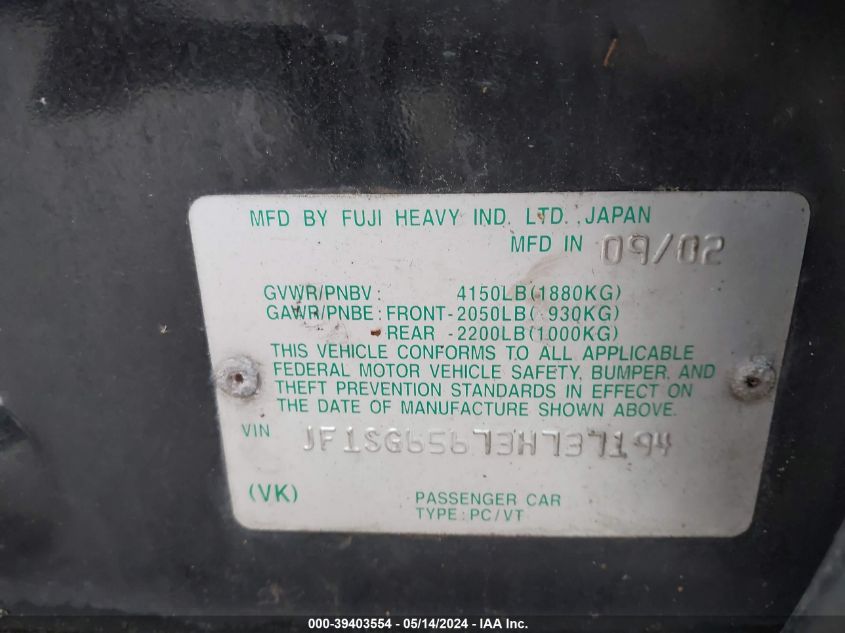 MFD BY FUJI HEAVY IND. LTD. JAPAN
MFD IN 09/02
GVWR/PNBV : 4150LB(1880KG)
GAWR/PNBE : FRONT-2050LB( 930KG)
REAR -2200LB(1000KG)
THIS VEHICLE CONFORMS TO ALL APPLICABLE
FEDERAL MOTOR VEHICLE SAFETY, BUMPER, AND
THEFT PREVENTION STANDARDS IN EFFECT ON
THE DATE OF MANUFACTURE SHOWN ABOVE.
VIN JF1SG65673H737194
(VK) PASSENGER CAR
TYPE:PC/VT
000-39403554 - 05/14/2024 - IAA Inc.